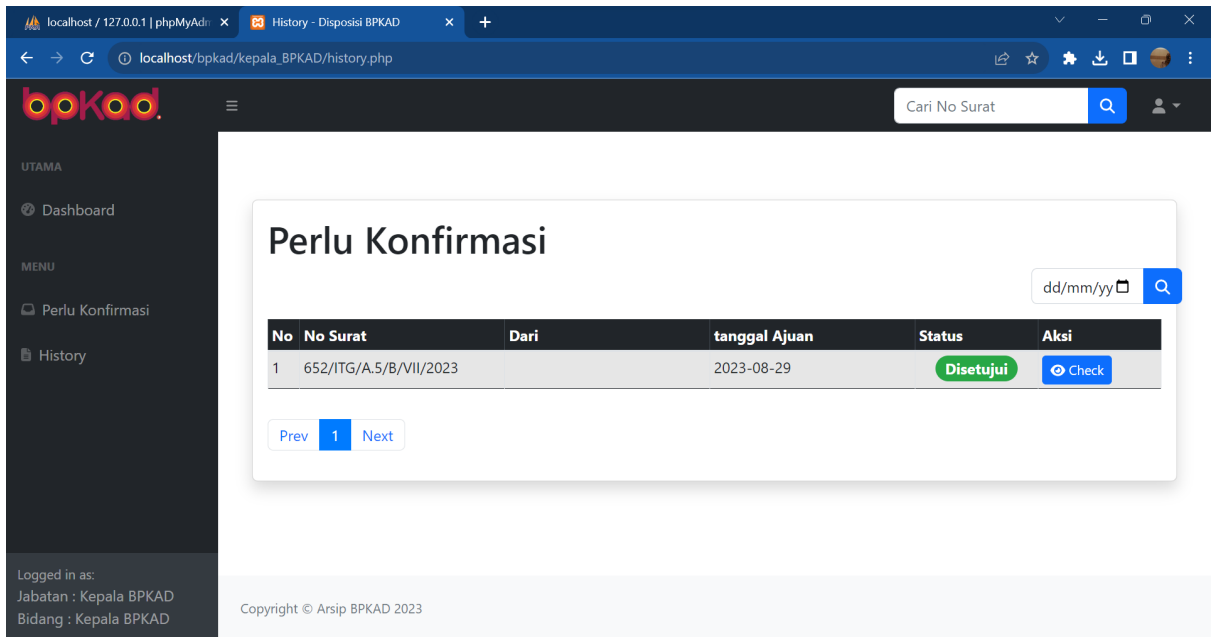 localhost / 127.0.0.1 | phpMyAdm
History - Disposisi BPKAD
localhost/bpkad/kepala_BPKAD/history.php
bpkad.
Cari No Surat
UTAMA
Dashboard
MENU
Perlu Konfirmasi
History
Perlu Konfirmasi
dd/mm/yy
No No Surat Dari tanggal Ajuan Status Aksi
1 652/ITG/A.5/B/VII/2023 2023-08-29 Disetujui Check
Prev 1 Next
Logged in as:
Jabatan : Kepala BPKAD
Bidang : Kepala BPKAD
Copyright © Arsip BPKAD 2023